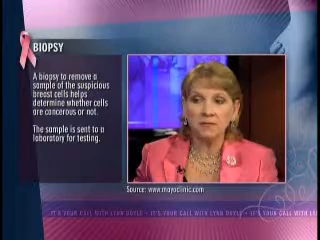 BIOPSY
A biopsy to remove a
sample of the suspicious
breast cells helps
determine whether cells
are cancerous or not.
The sample is sent to a
laboratory for testing.
Source: www.mayoclinic.com
IT'S YOUR CALL WITH LYNN DOYLE • IT'S YOUR CALL WITH LYNN DOYLE • IT'S YOUR CALL WITH LYNN DOYLE